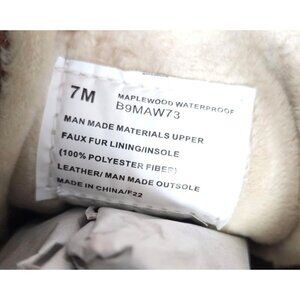 7M
MAPLEWOOD WATERPROOF
B9MAW73
MAN MADE MATERIALS UPPER
FAUX FUR LINING/INSOLE
(100% POLYESTER FIBER)
LEATHER/ MAN MADE OUTSOLE
MADE IN CHINA/F22